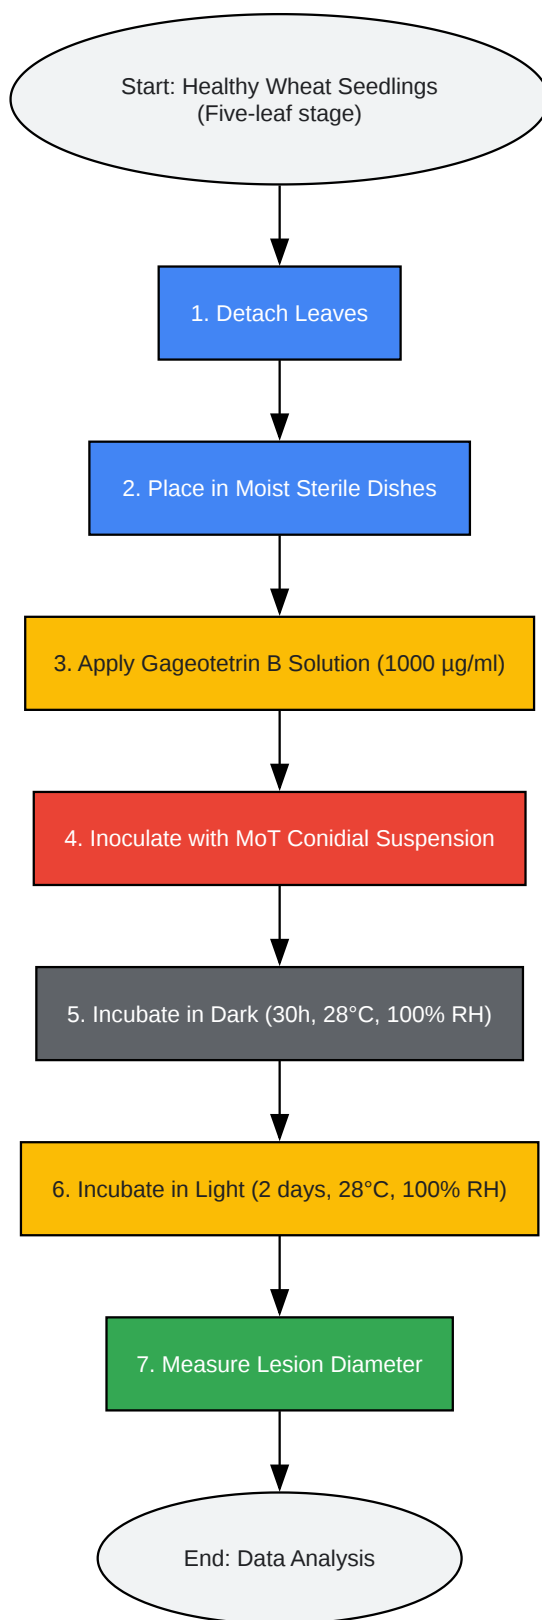 Start: Healthy Wheat Seedlings
(Five-leaf stage)
1. Detach Leaves
2. Place in Moist Sterile Dishes
3. Apply Gageotetrin B Solution (1000 µg/ml)
4. Inoculate with MoT Conidial Suspension
5. Incubate in Dark (30h, 28°C, 100% RH)
6. Incubate in Light (2 days, 28°C, 100% RH)
7. Measure Lesion Diameter
End: Data Analysis